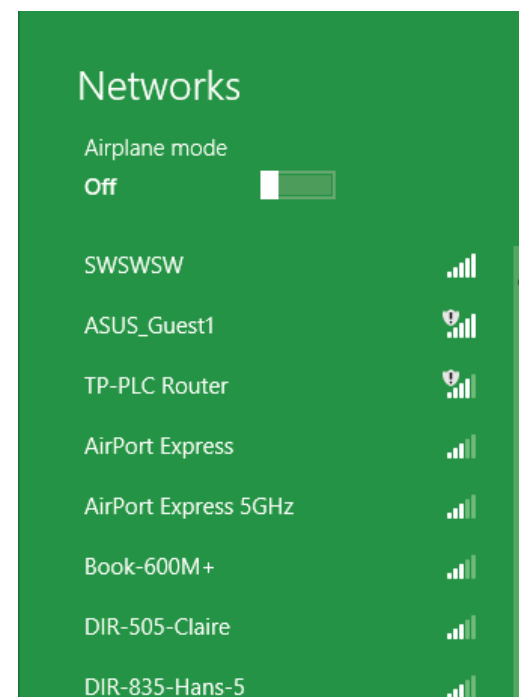 Networks
Airplane mode
Off
SWSWSW
ASUS_Guest1
TP-PLC Router
AirPort Express
AirPort Express 5GHz
Book-600M+
DIR-505-Claire
DIR-835-Hans-5